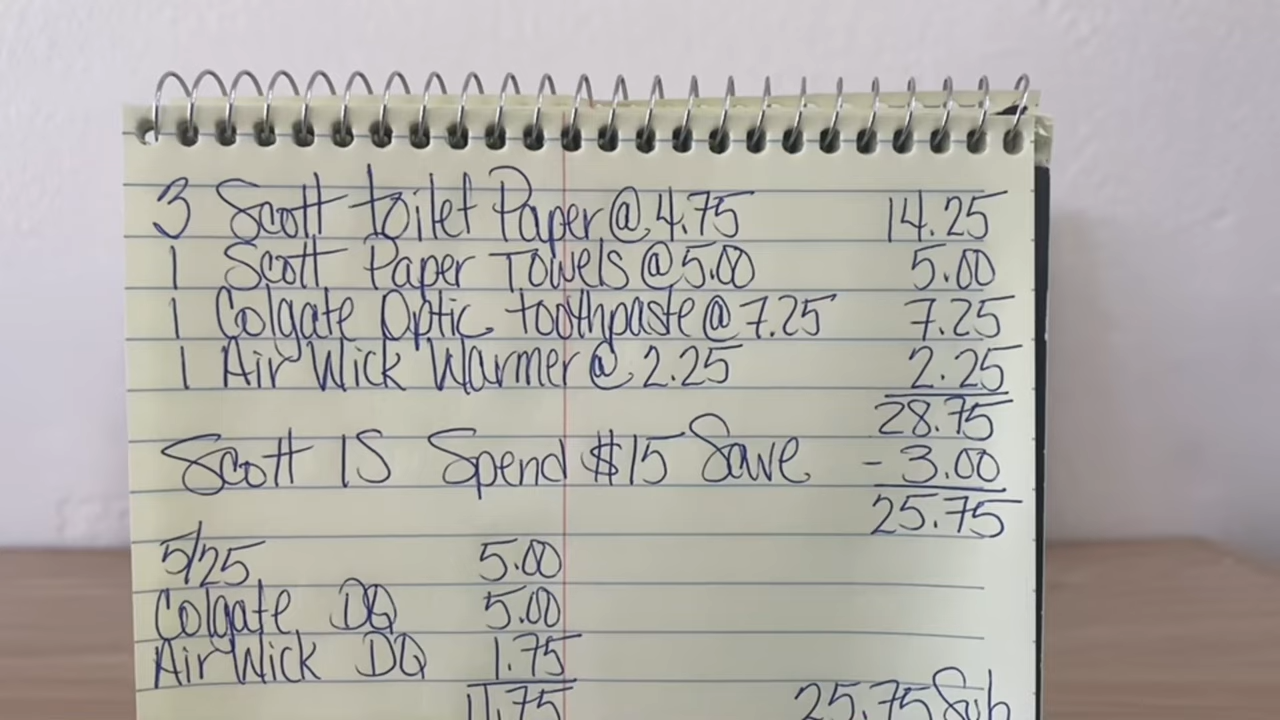 3 Scott toilet Paper @ 4.75 14.25
1 Scott Paper Towels @ 5.00 5.00
1 Colgate Optic toothpaste @ 7.25 7.25
1 Air Wick Warmer @ 2.25 2.25
28.75
Scott IS Spend $15 Save - 3.00
25.75
5/25 5.00
Colgate DQ 5.00
Air Wick DQ 1.75
11.75 25.75 Sub